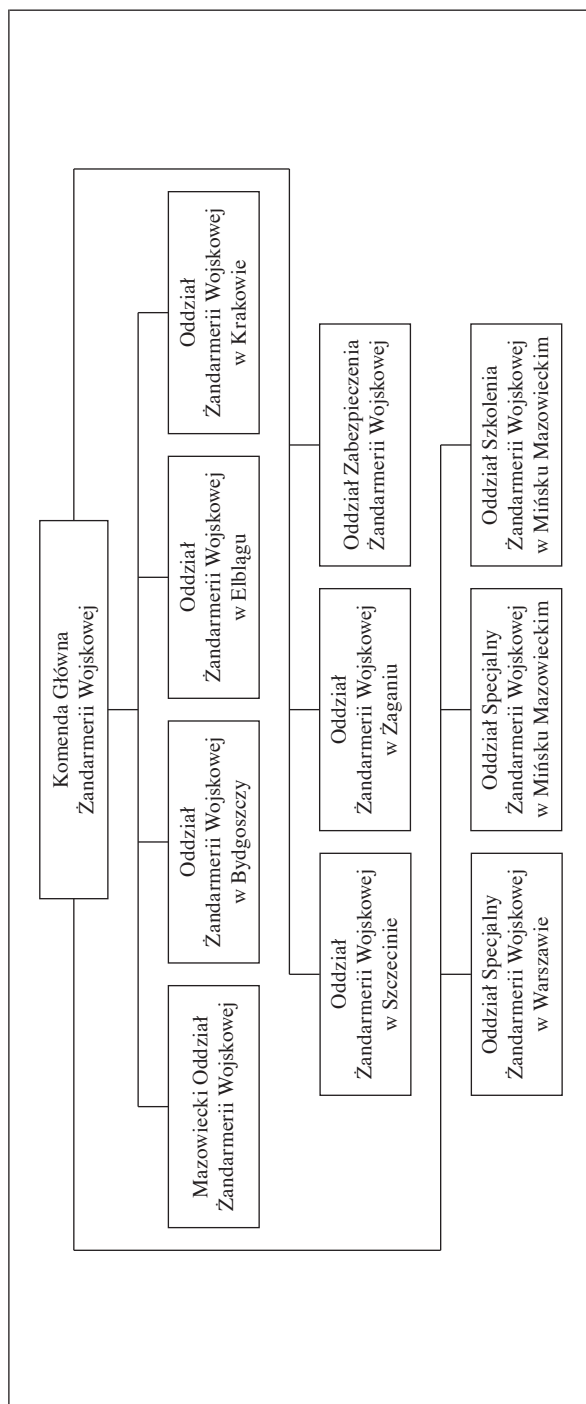 Komenda Główna
Żandarmerii Wojskowej
Mazowiecki Oddział
Żandarmerii Wojskowej
Oddział
Żandarmerii Wojskowej
w Bydgoszczy
Oddział
Żandarmerii Wojskowej
w Elblągu
Oddział
Żandarmerii Wojskowej
w Krakowie
Oddział
Żandarmerii Wojskowej
w Szczecinie
Oddział
Żandarmerii Wojskowej
w Żaganiu
Oddział Zabezpieczenia
Żandarmerii Wojskowej
Oddział Specjalny
Żandarmerii Wojskowej
w Warszawie
Oddział Specjalny
Żandarmerii Wojskowej
w Mińsku Mazowieckim
Oddział Szkolenia
Żandarmerii Wojskowej
w Mińsku Mazowieckim